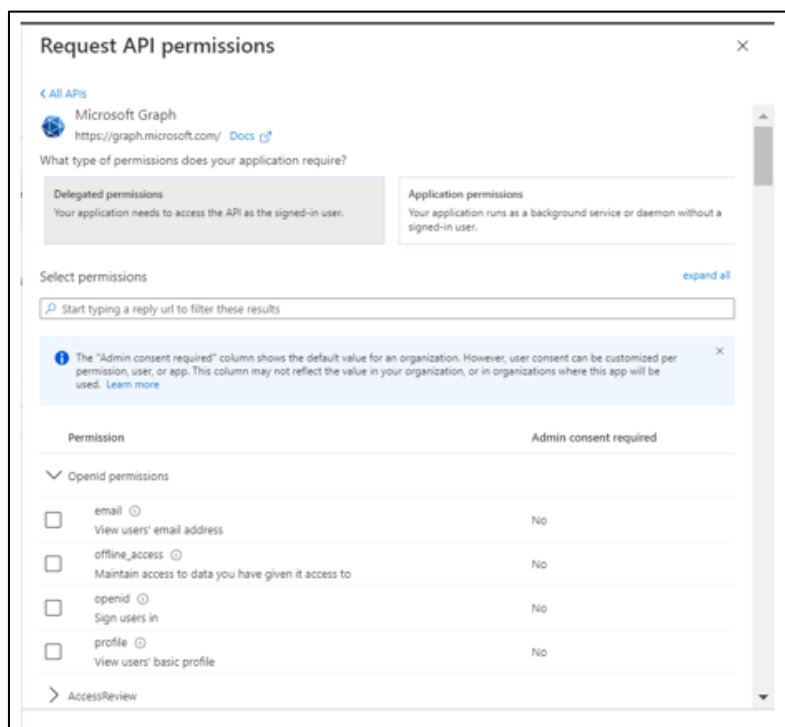 Request API permissions
All APIs
Microsoft Graph
https://graph.microsoft.com/ Docs
What type of permissions does your application require?
Delegated permissions
Your application needs to access the API as the signed-in user.
Application permissions
Your application runs as a background service or daemon without a
signed-in user.
Select permissions
expand all
Start typing a reply url to filter these results
The "Admin consent required" column shows the default value for an organization. However, user consent can be customized per
permission, user, or app. This column may not reflect the value in your organization, or in organizations where this app will be
used. Learn more
Permission Admin consent required
OpenId permissions
email No
View users' email address
offline_access No
Maintain access to data you have given it access to
openid No
Sign users in
profile No
View users' basic profile
AccessReview